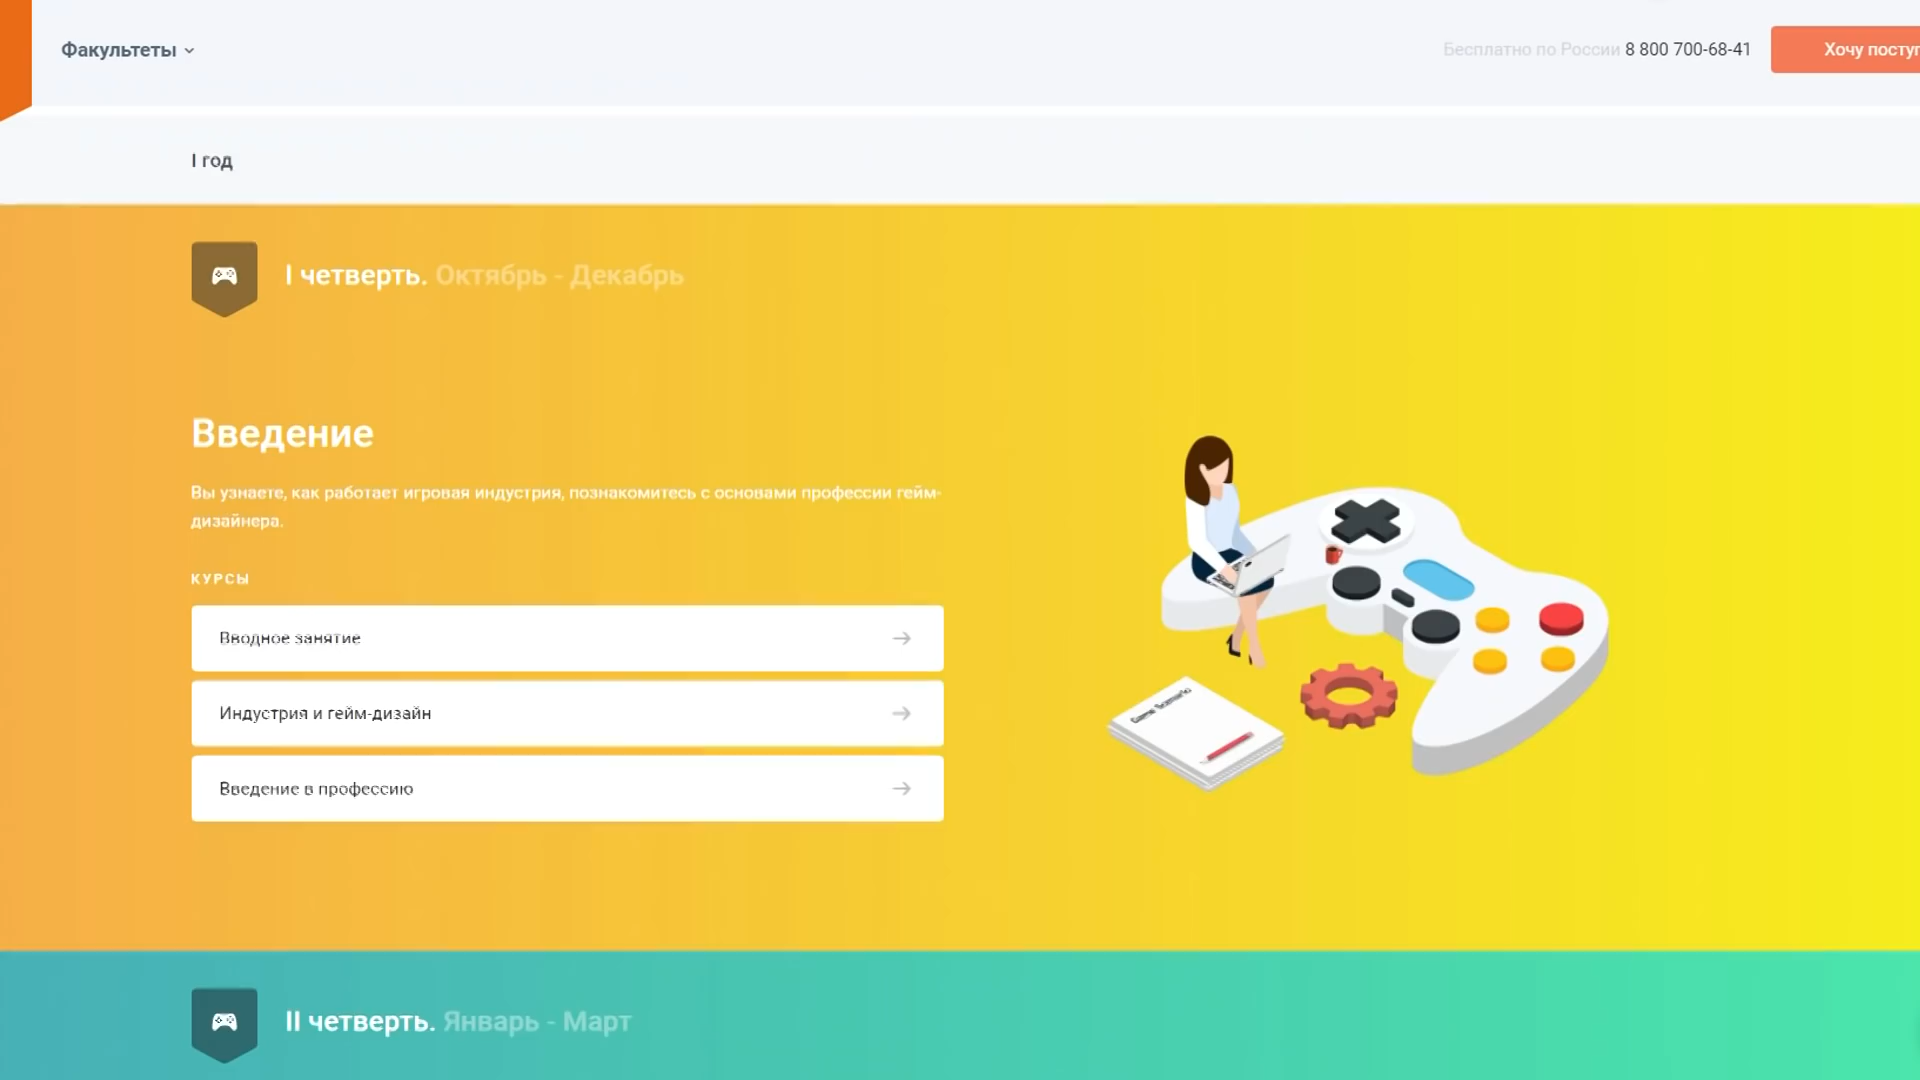 Факультеты
Бесплатно по России 8 800 700-68-41
Хочу посту
I год
I четверть. Октябрь - Декабрь
Введение
Вы узнаете, как работает игровая индустрия, познакомитесь с основами профессии гейм-
дизайнера.
КУРСЫ
Вводное занятие
Индустрия и гейм-дизайн
Введение в профессию
II четверть. Январь - Март